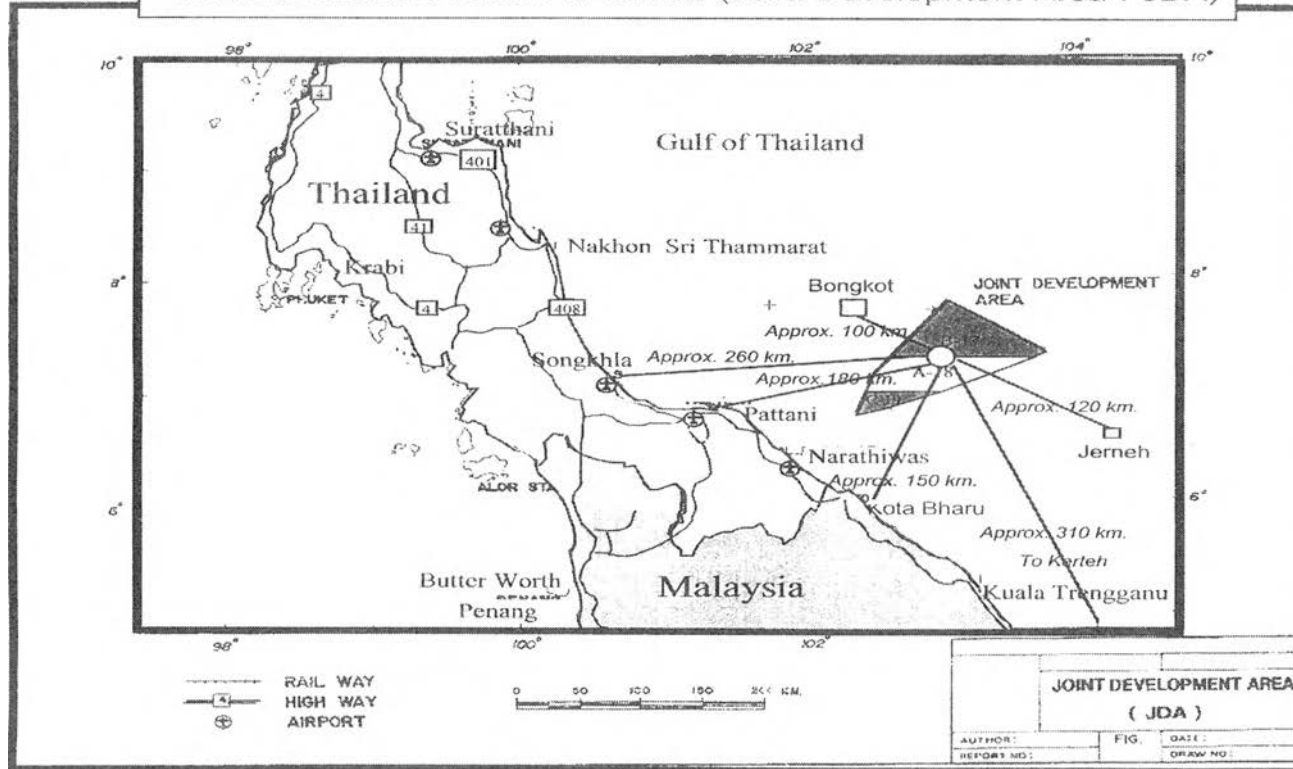 98°
100°
102°
104°
10°
10°
4
Suratthani
401
Gulf of Thailand
Thailand
41
Nakhon Sri Thammarat
Krabi
8°
8°
PHUKET
4
408
Bongkot
JOINT DEVELOPMENT
AREA
Approx. 100 km.
Songkhla
Approx. 260 km.
Approx. 180 km.
Pattani
Approx. 120 km.
Jerneh
Narathiwas
Approx. 150 km.
ALOR STA
Kota Bharu
6°
6°
Approx. 310 km.
To Kerteh
Butter Worth
Penang
Malaysia
Kuala Trengganu
98°
100°
102°
RAIL WAY
4 HIGH WAY
AIRPORT
0 50 100 150 KM.
JOINT DEVELOPMENT AREA
( JDA )
AUTHOR:
FIG.
DATE:
REPORT NO:
DRAW NO: